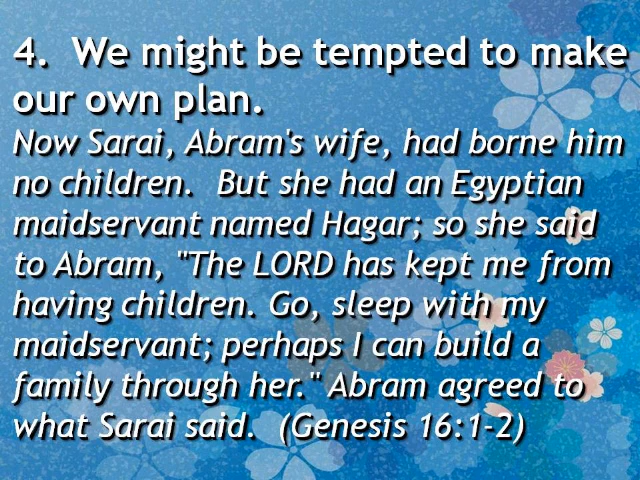 4.  We might be tempted to make
our own plan.
Now Sarai, Abram's wife, had borne him
no children.  But she had an Egyptian
maidservant named Hagar; so she said
to Abram, "The LORD has kept me from
having children. Go, sleep with my
maidservant; perhaps I can build a
family through her." Abram agreed to
what Sarai said.  (Genesis 16:1-2)